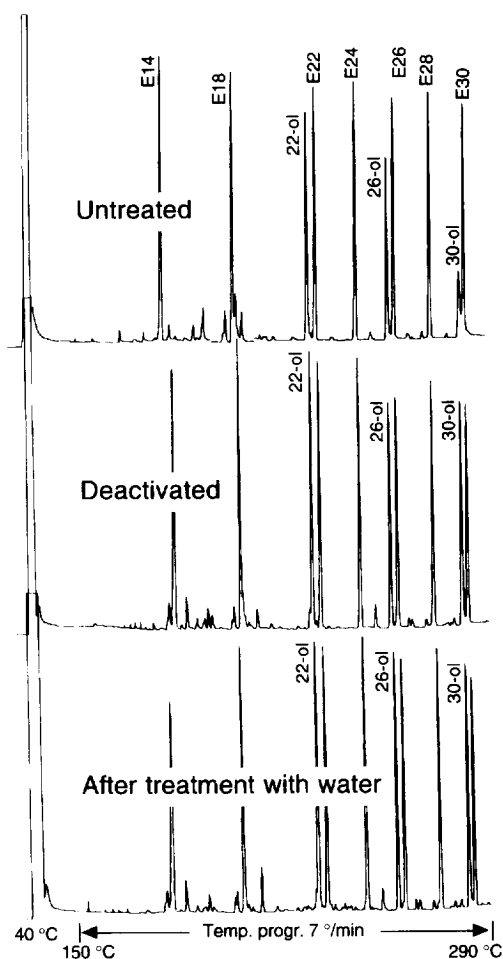 E14
E18
22-ol
E22
E24
26-ol
E26
E28
30-ol
E30
Untreated
22-ol
26-ol
30-ol
Deactivated
22-ol
26-ol
30-ol
After treatment with water
40 °C
150 °C
Temp. progr. 7 °/min
290 °C